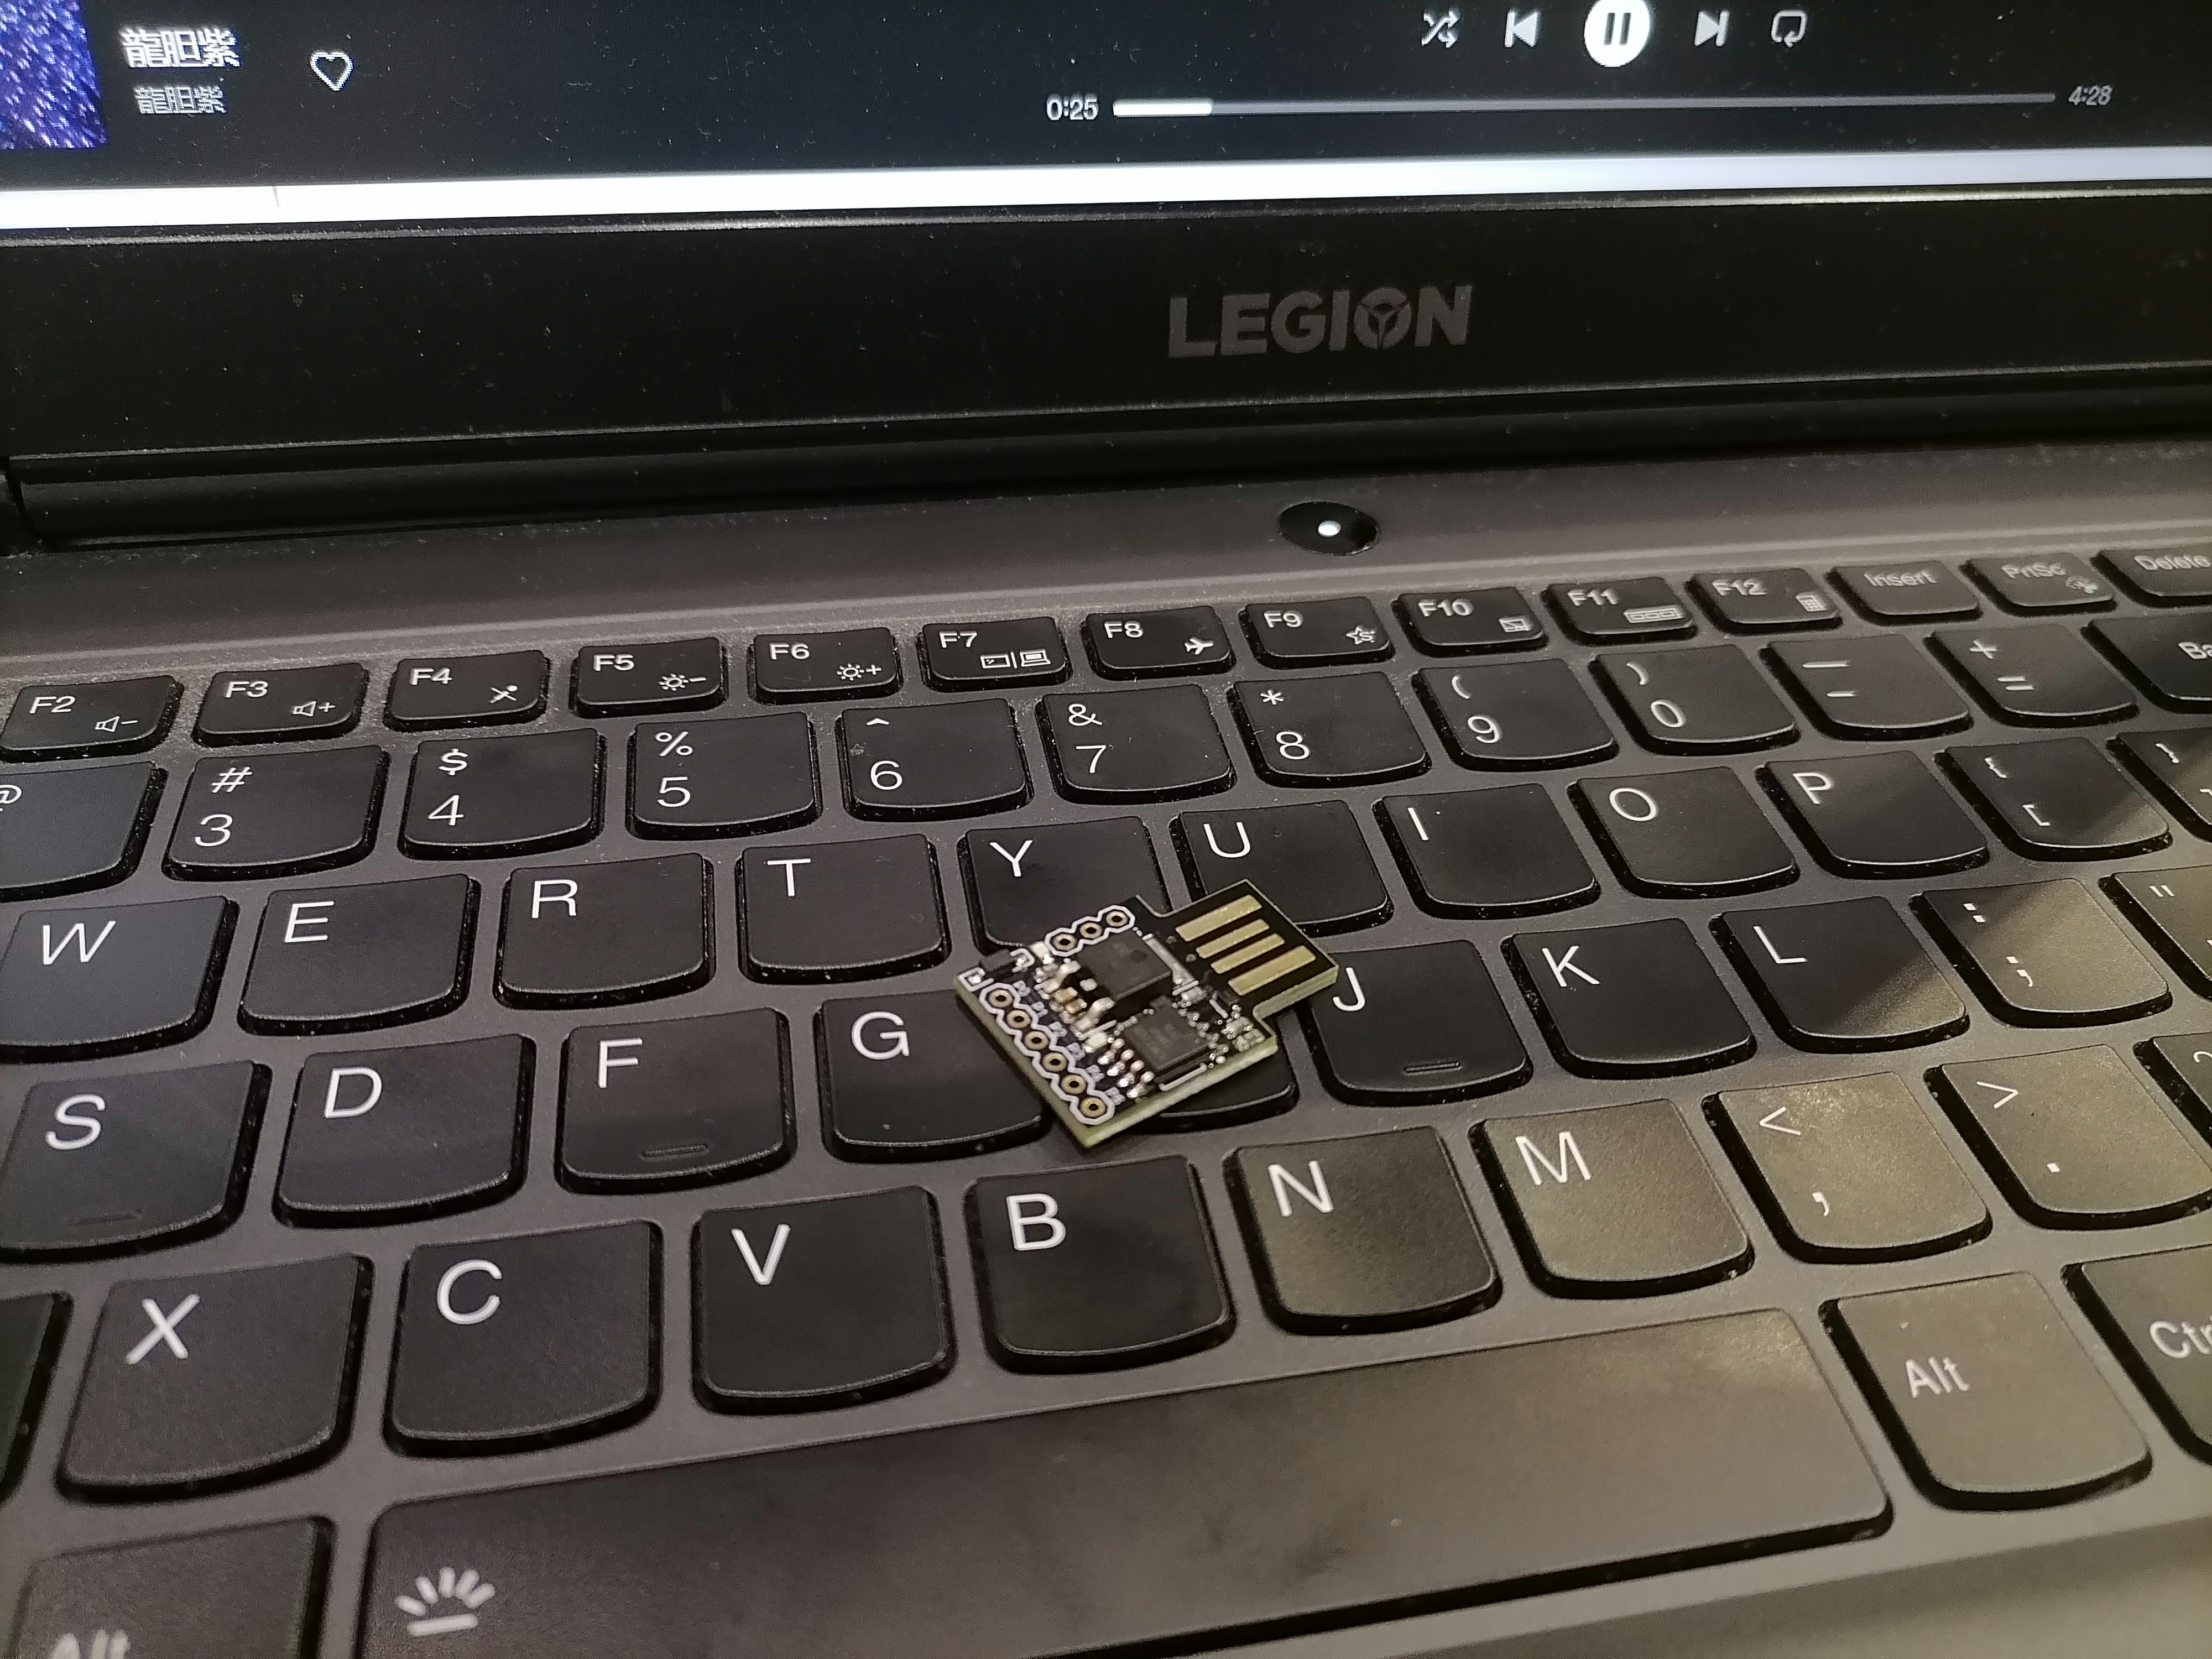 龍胆紫
龍胆紫
0:25
4:28
LEGION
F2 F3 F4 F5 F6 F7 F8 F9 F10 F11 F12 Insert PrtSc Delete
@ # $ % ^ & * ( ) — +
3 4 5 6 7 8 9 0 - =
W E R T Y U I O P { [ }
S D F G J K L : ; "
X C V B N M < , > . ?
Alt Alt Ctrl